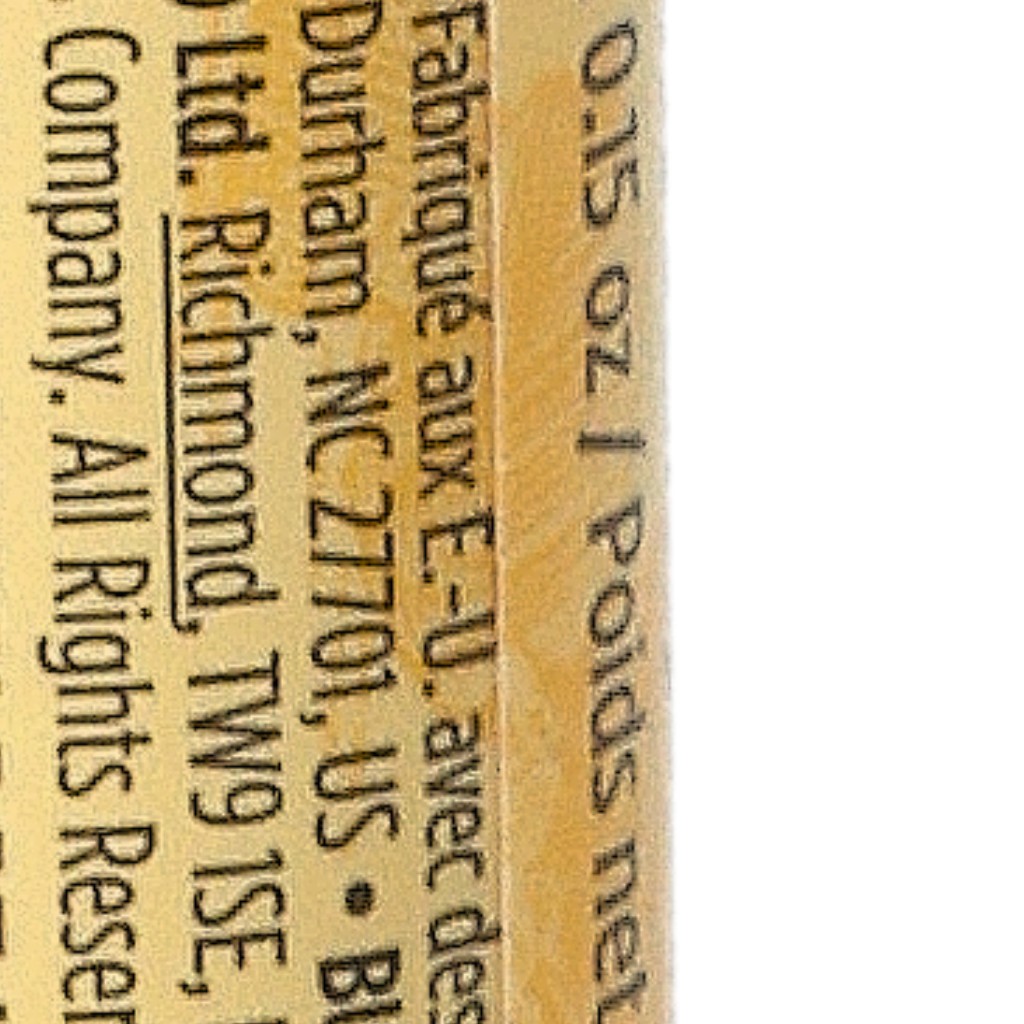 0.15 oz | Poids net
Fabriqué aux E.-U. avec des
Durham, NC 27701, US • Bu
Ltd. Richmond, TW9 1SE,
Company. All Rights Reser